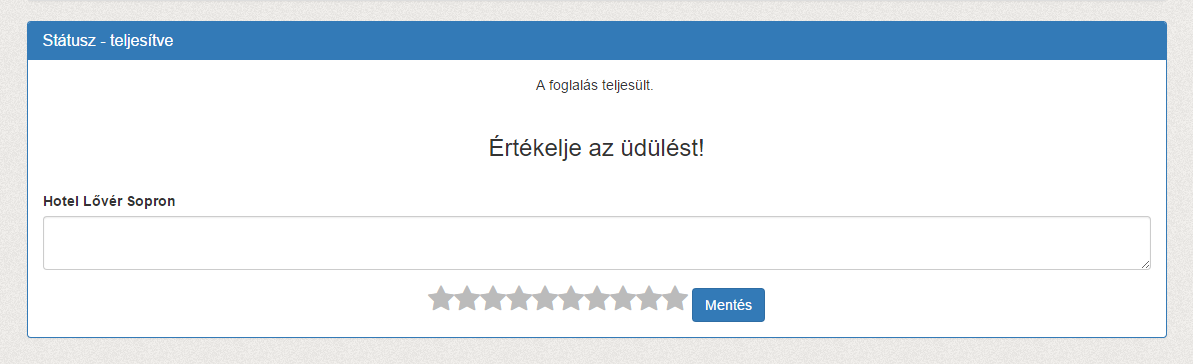 Státusz - teljesítve
A foglalás teljesült.
Értékelje az üdülést!
Hotel Lővér Sopron
Mentés